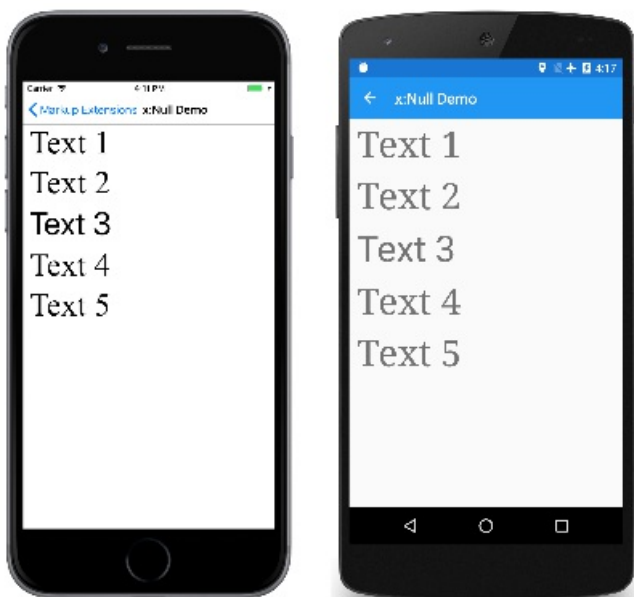 Carrier
Markup Extensions x:Null Demo
Text 1
Text 2
Text 3
Text 4
Text 5
4:17
x:Null Demo
Text 1
Text 2
Text 3
Text 4
Text 5